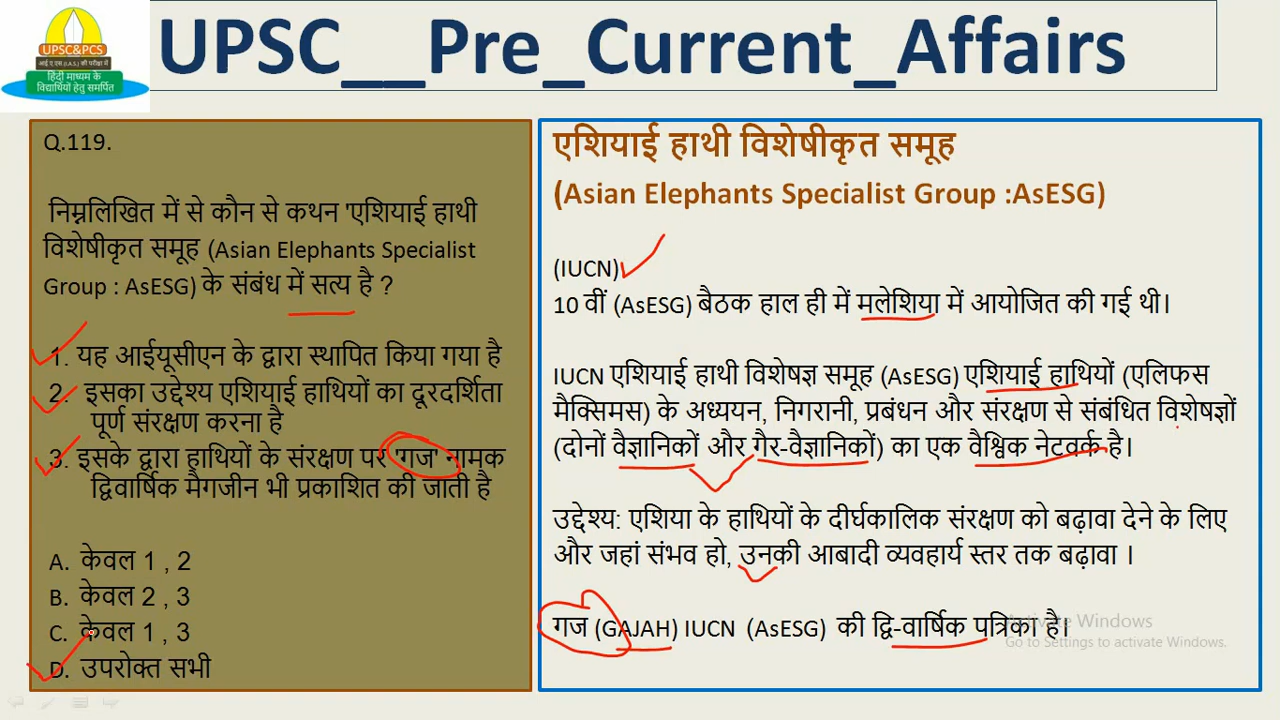 UPSC&PCS
आई ए एस (I.A.S.) की परीक्षा में
हिंदी माध्यम के
विद्यार्थियों हेतु समर्पित
UPSC__Pre_Current_Affairs
Q.119.
निम्नलिखित में से कौन से कथन 'एशियाई हाथी
विशेषीकृत समूह (Asian Elephants Specialist
Group : AsESG) के संबंध में सत्य है ?
1. यह आईयूसीएन के द्वारा स्थापित किया गया है
2. इसका उद्देश्य एशियाई हाथियों का दूरदर्शिता
पूर्ण संरक्षण करना है
3. इसके द्वारा हाथियों के संरक्षण पर 'गज' नामक
द्विवार्षिक मैगजीन भी प्रकाशित की जाती है
A. केवल 1 , 2
B. केवल 2 , 3
C. केवल 1 , 3
D. उपरोक्त सभी
एशियाई हाथी विशेषीकृत समूह
(Asian Elephants Specialist Group :AsESG)
(IUCN)
10 वीं (AsESG) बैठक हाल ही में मलेशिया में आयोजित की गई थी।
IUCN एशियाई हाथी विशेषज्ञ समूह (AsESG) एशियाई हाथियों (एलिफस
मैक्सिमस) के अध्ययन, निगरानी, प्रबंधन और संरक्षण से संबंधित विशेषज्ञों
(दोनों वैज्ञानिकों और गैर-वैज्ञानिकों) का एक वैश्विक नेटवर्क है।
उद्देश्य: एशिया के हाथियों के दीर्घकालिक संरक्षण को बढ़ावा देने के लिए
और जहां संभव हो, उनकी आबादी व्यवहार्य स्तर तक बढ़ावा ।
गज (GAJAH) IUCN (AsESG) की द्वि-वार्षिक पत्रिका है।
Activate Windows
Go to Settings to activate Windows.